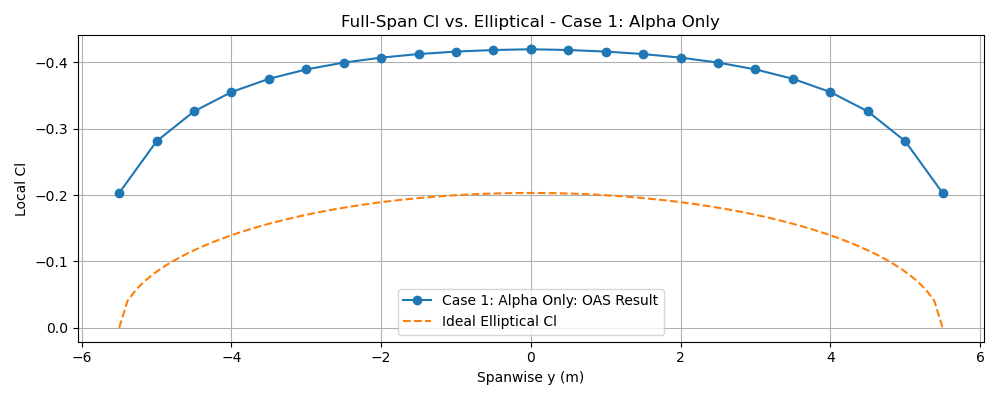 Full-Span Cl vs. Elliptical - Case 1: Alpha Only
Local Cl
−0.4
−0.3
−0.2
−0.1
0.0
Case 1: Alpha Only: OAS Result
Ideal Elliptical Cl
−6
−4
−2
0
2
4
6
Spanwise y (m)